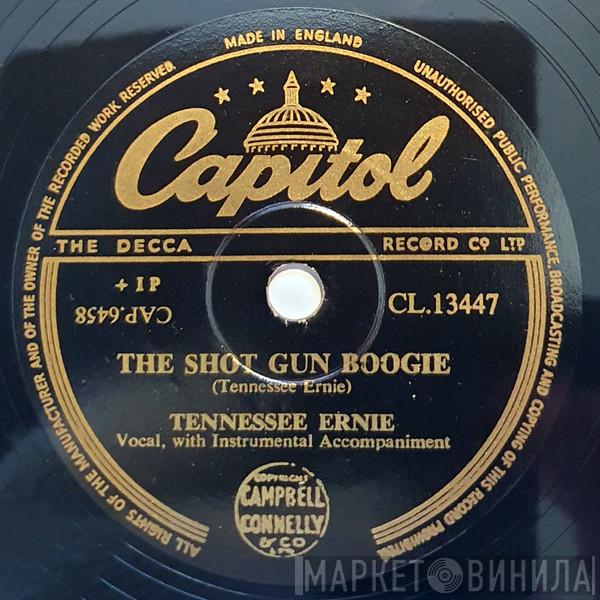 MADE IN ENGLAND
ALL RIGHTS OF THE MANUFACTURER AND OF THE OWNER OF THE RECORDED WORK RESERVED.
UNAUTHORISED PUBLIC PERFORMANCE, BROADCASTING AND COPYING OF THIS RECORD PROHIBITED
Capitol
THE DECCA RECORD CO LTD
+ 1P
CAP.6458
CL.13447
THE SHOT GUN BOOGIE
(Tennessee Ernie)
TENNESSEE ERNIE
Vocal, with Instrumental Accompaniment
COPYRIGHT
CAMPBELL
CONNELLY
& CO
LTD
МАРКЕТ ВИНИЛА